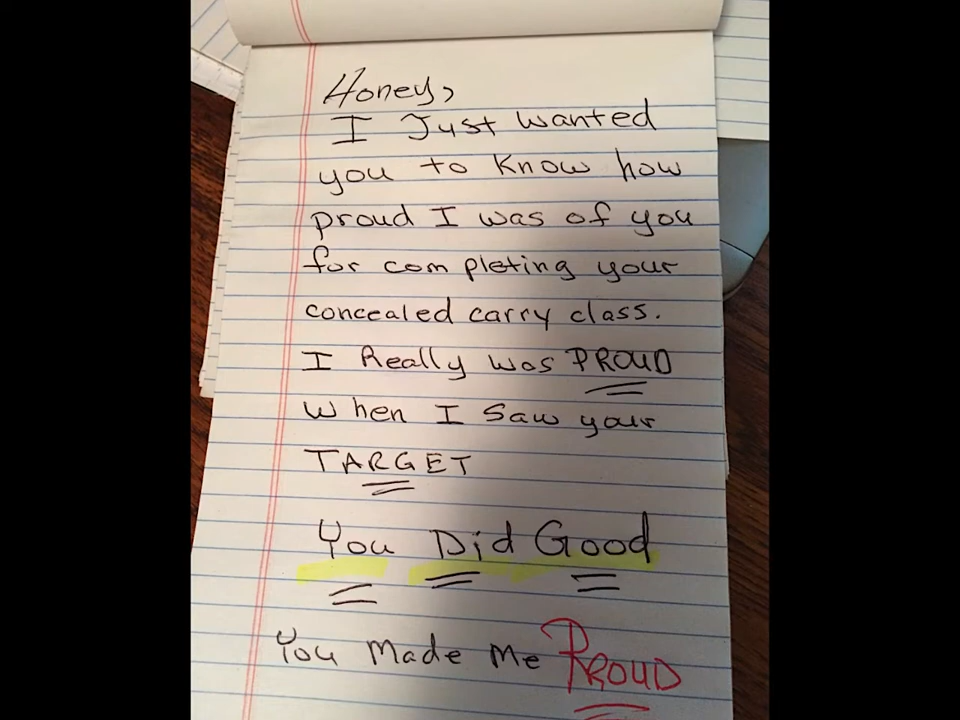 Honey,
I Just wanted
you to know how
proud I was of you
for completing your
concealed carry class.
I Really was PROUD
when I saw your
TARGET
You Did Good
You Made Me PROUD